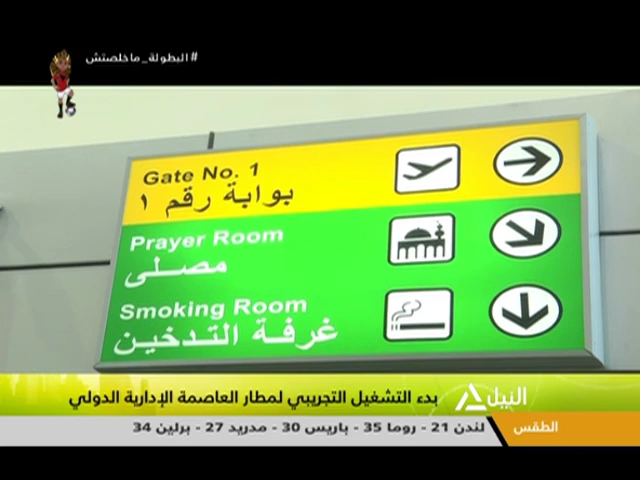 #البطولة_ماخلصتش
Gate No. 1
بوابة رقم ١
Prayer Room
مصلى
Smoking Room
غرفة التدخين
النيل
بدء التشغيل التجريبي لمطار العاصمة الإدارية الدولي
الطقس
لندن 21 - روما 35 - باريس 30 - مدريد 27 - برلين 34